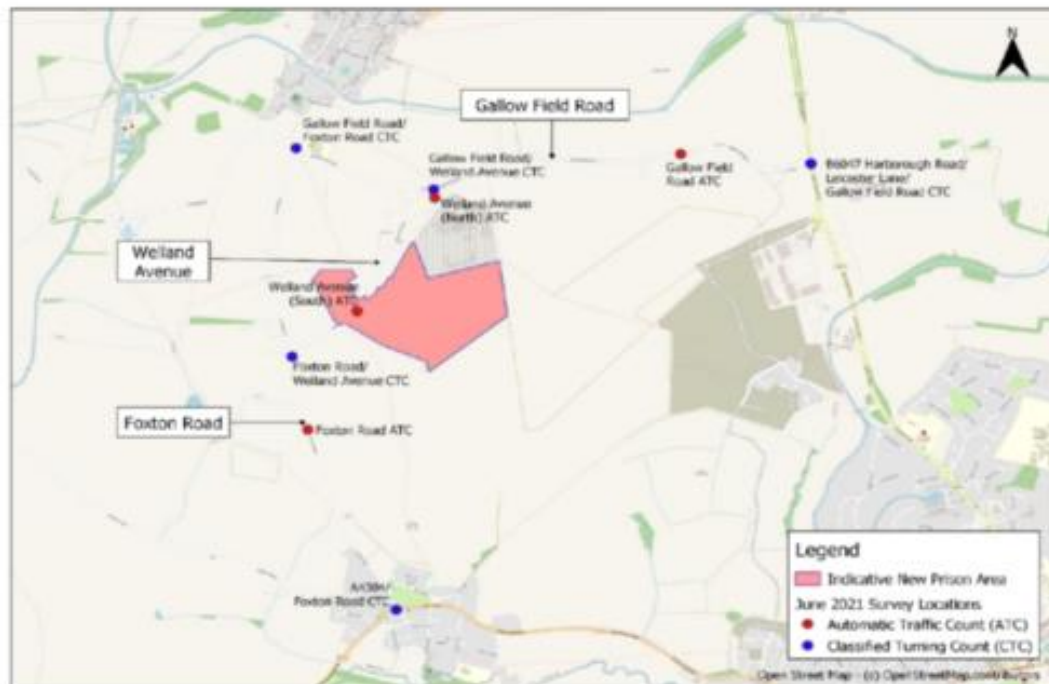 N
Gallow Field Road
Gallow Field Road/
Foxton Road CTC
Gallow Field Road/
Welland Avenue CTC
Gallow Field
Road ATC
B6047 Harborough Road/
Leicester Lane/
Gallow Field Road CTC
Welland Avenue
(North) ATC
Welland
Avenue
Welland Avenue
(South) ATC
Foxton Road/
Welland Avenue CTC
Foxton Road
Foxton Road ATC
Foxton Road CTC
Legend
Indicative New Prison Area
June 2021 Survey Locations
Automatic Traffic Count (ATC)
Classified Turning Count (CTC)
Open Street Map - (c) OpenStreetMap contributors